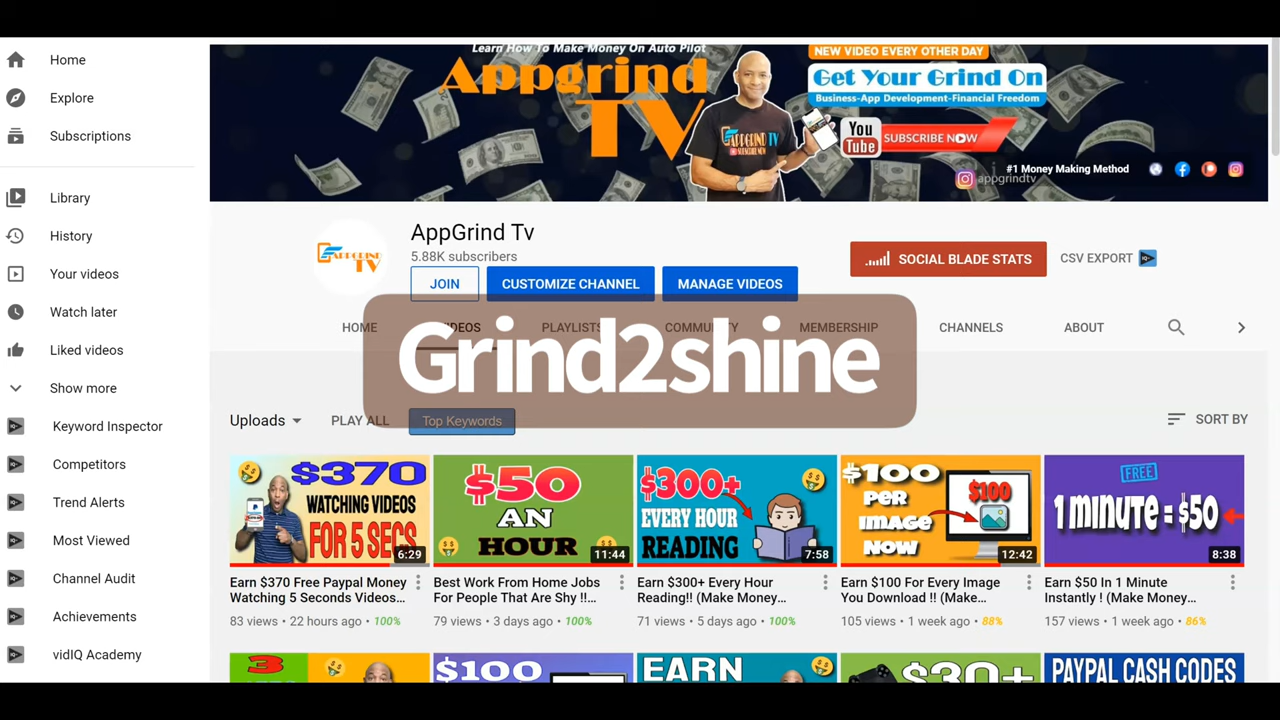 Home
Explore
Subscriptions
Library
History
Your videos
Watch later
Liked videos
Show more
Keyword Inspector
Competitors
Trend Alerts
Most Viewed
Channel Audit
Achievements
vidIQ Academy
Learn How To Make Money On Auto Pilot
Appgrind
TV
NEW VIDEO EVERY OTHER DAY
Get Your Grind On
Business-App Development-Financial Freedom
You
Tube
SUBSCRIBE NOW
APPGRIND TV
#1 Money Making Method
appgrindtv
APPGRIND
TV
AppGrind Tv
5.88K subscribers
JOIN
CUSTOMIZE CHANNEL
MANAGE VIDEOS
SOCIAL BLADE STATS
CSV EXPORT
HOME
VIDEOS
PLAYLISTS
COMMUNITY
MEMBERSHIP
CHANNELS
ABOUT
Grind2shine
Uploads
PLAY ALL
Top Keywords
SORT BY
$370
WATCHING VIDEOS
FOR 5 SECS
6:29
Earn $370 Free Paypal Money
Watching 5 Seconds Videos...
83 views • 22 hours ago • 100%
$50
AN
HOUR
11:44
Best Work From Home Jobs
For People That Are Shy !!...
79 views • 3 days ago • 100%
$300+
EVERY HOUR
READING
7:58
Earn $300+ Every Hour
Reading!! (Make Money...
71 views • 5 days ago • 100%
$100
PER
IMAGE
NOW
$100
12:42
Earn $100 For Every Image
You Download !! (Make...
105 views • 1 week ago • 88%
FREE
1 MINUTE = $50
8:38
Earn $50 In 1 Minute
Instantly ! (Make Money...
157 views • 1 week ago • 86%
3
$100
EARN
$30+
PAYPAL CASH CODES